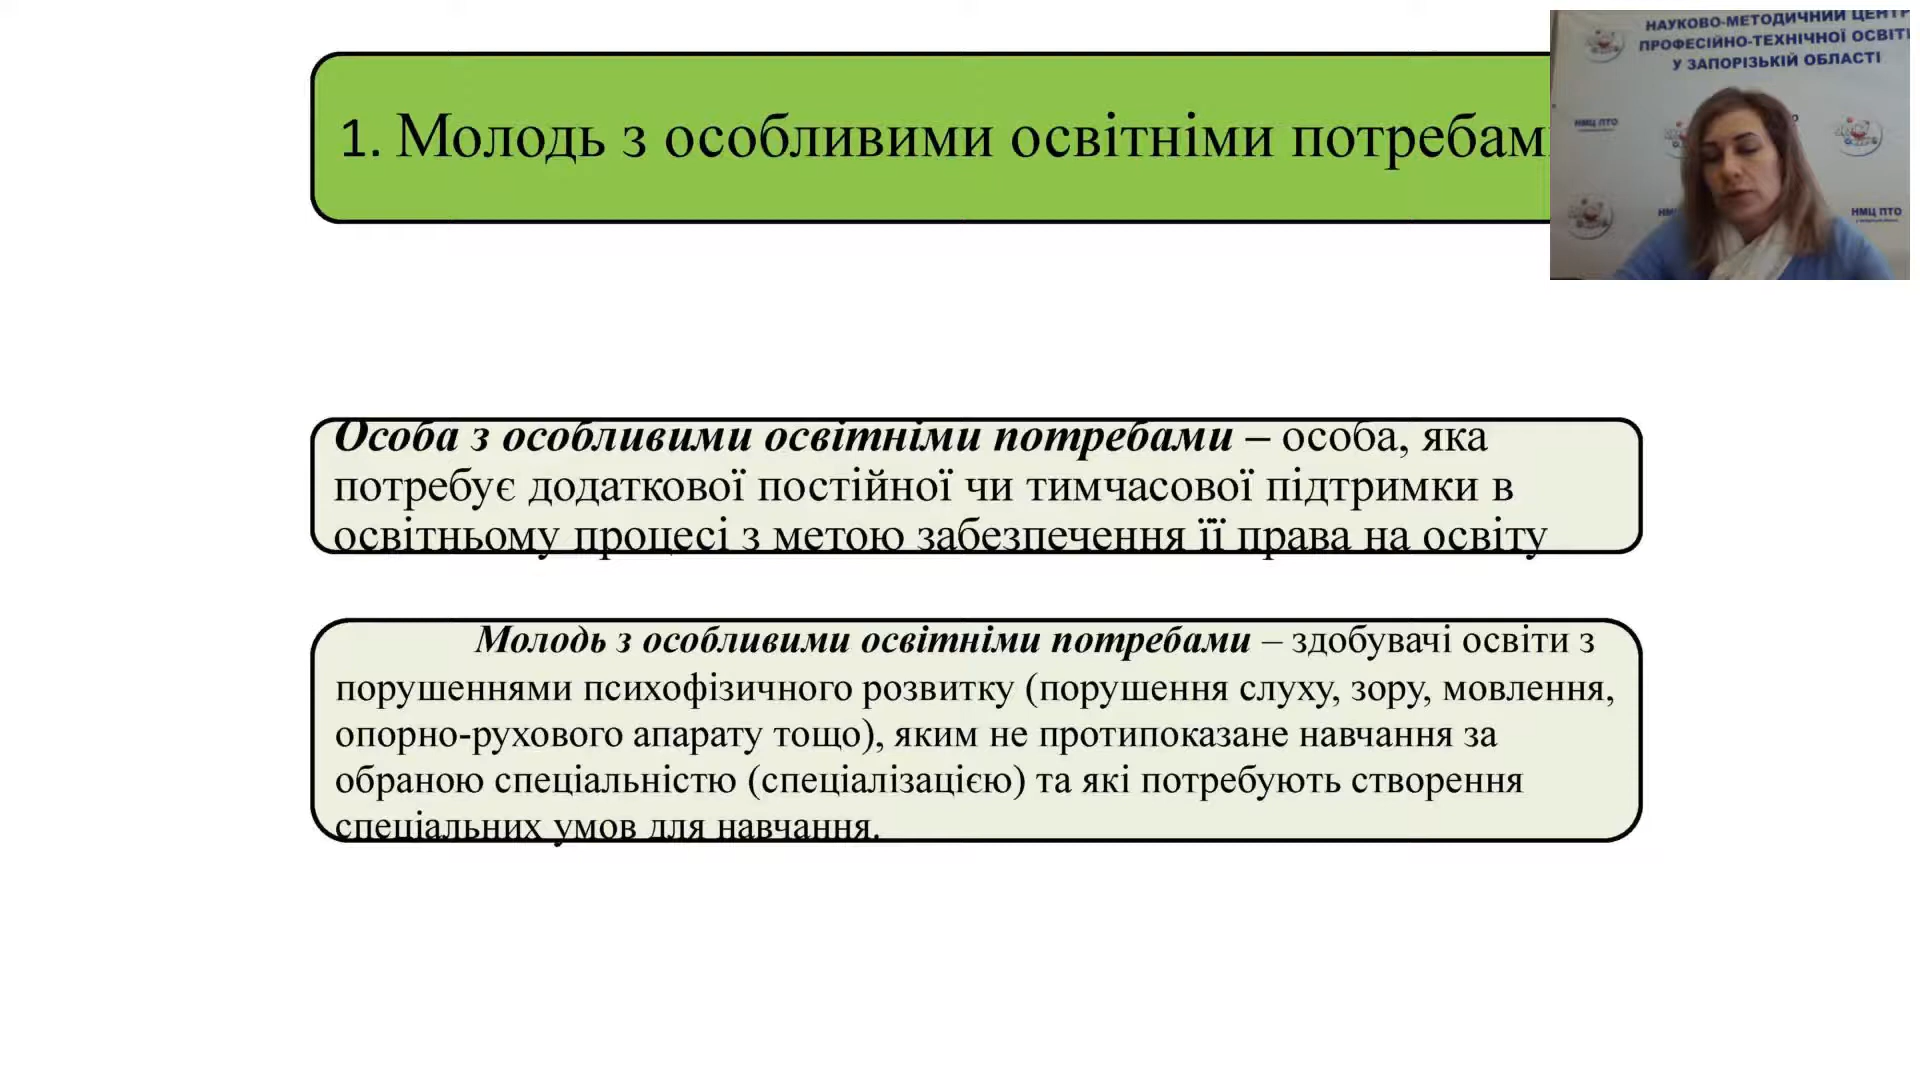 1. Молодь з особливими освітніми потребам
НАУКОВО-МЕТОДИЧНИЙ ЦЕНТР
ПРОФЕСІЙНО-ТЕХНІЧНОЇ ОСВІТИ
У ЗАПОРІЗЬКІЙ ОБЛАСТІ
НМЦ ПТО
НМЦ ПТО
Особа з особливими освітніми потребами – особа, яка
потребує додаткової постійної чи тимчасової підтримки в
освітньому процесі з метою забезпечення її права на освіту
Молодь з особливими освітніми потребами – здобувачі освіти з
порушеннями психофізичного розвитку (порушення слуху, зору, мовлення,
опорно-рухового апарату тощо), яким не протипоказане навчання за
обраною спеціальністю (спеціалізацією) та які потребують створення
спеціальних умов для навчання.